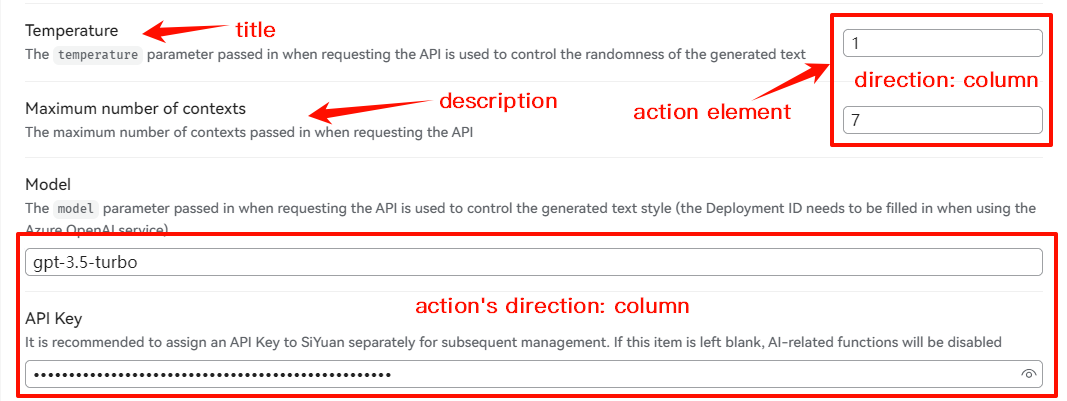 Temperature
title
The temperature parameter passed in when requesting the API is used to control the randomness of the generated text
1
direction: column
action element
Maximum number of contexts
description
The maximum number of contexts passed in when requesting the API
7
Model
The model parameter passed in when requesting the API is used to control the generated text style (the Deployment ID needs to be filled in when using the
Azure OpenAI service)
gpt-3.5-turbo
action's direction: column
API Key
It is recommended to assign an API Key to SiYuan separately for subsequent management. If this item is left blank, AI-related functions will be disabled